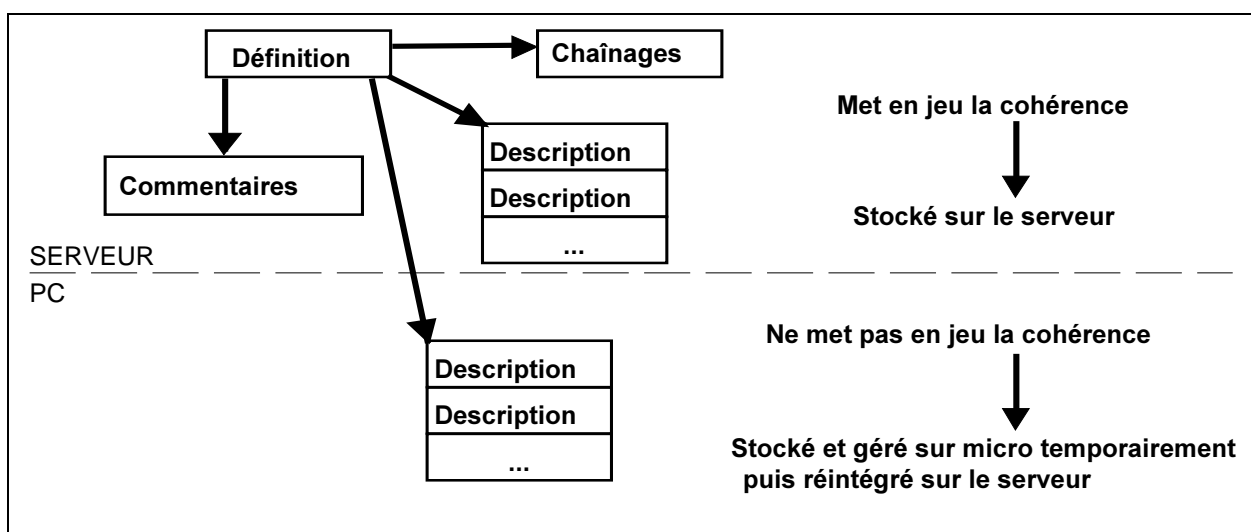 Définition
Chaînages
Commentaires
Description
Description
...
Met en jeu la cohérence
Stocké sur le serveur
SERVEUR
PC
Description
Description
...
Ne met pas en jeu la cohérence
Stocké et géré sur micro temporairement
puis réintégré sur le serveur